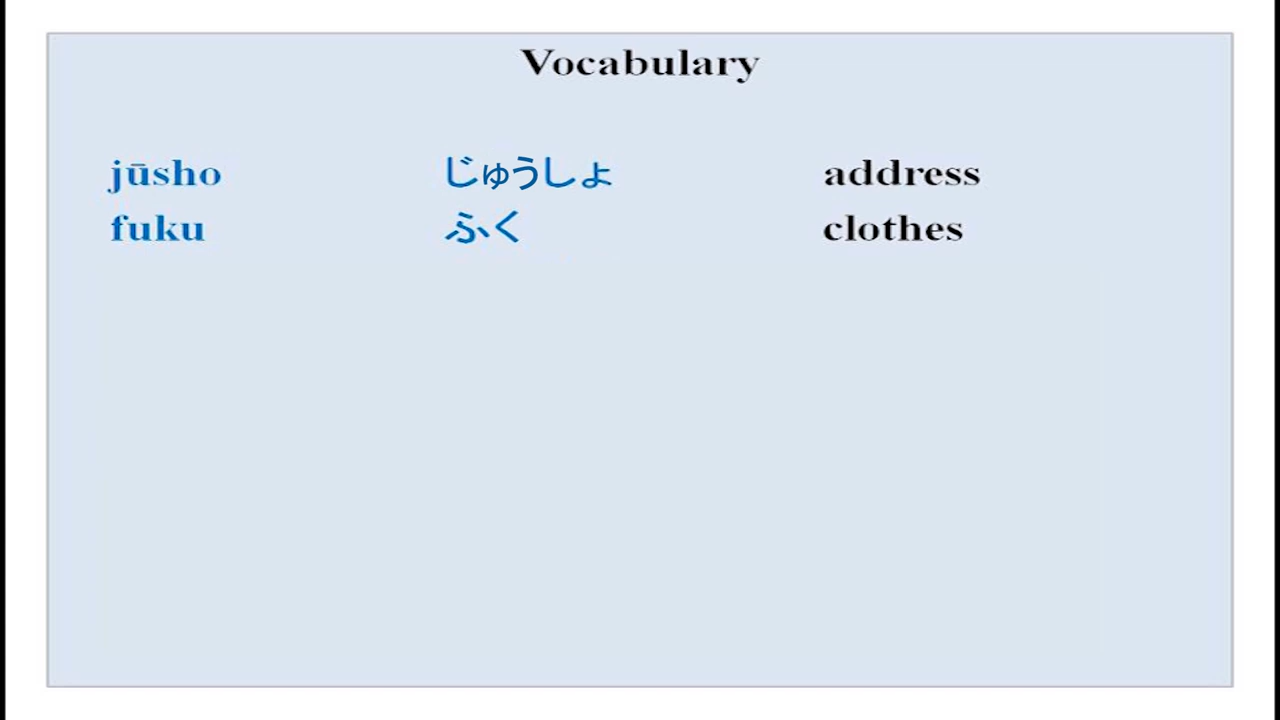 Vocabulary
jūsho じゅうしょ address
fuku ふく clothes